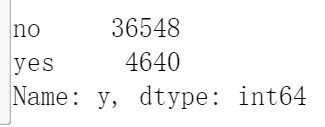 no 36548
yes 4640
Name: y, dtype: int64